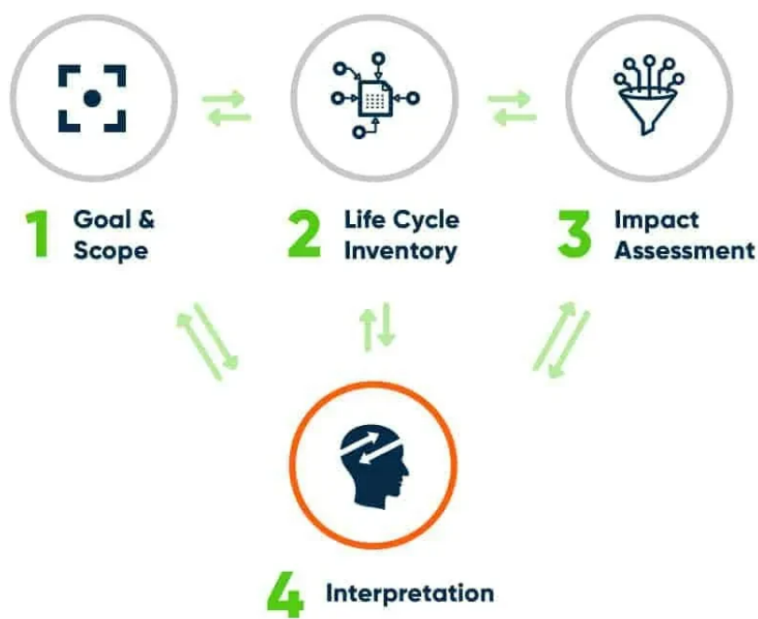 1 Goal &
Scope
2 Life Cycle
Inventory
3 Impact
Assessment
4 Interpretation